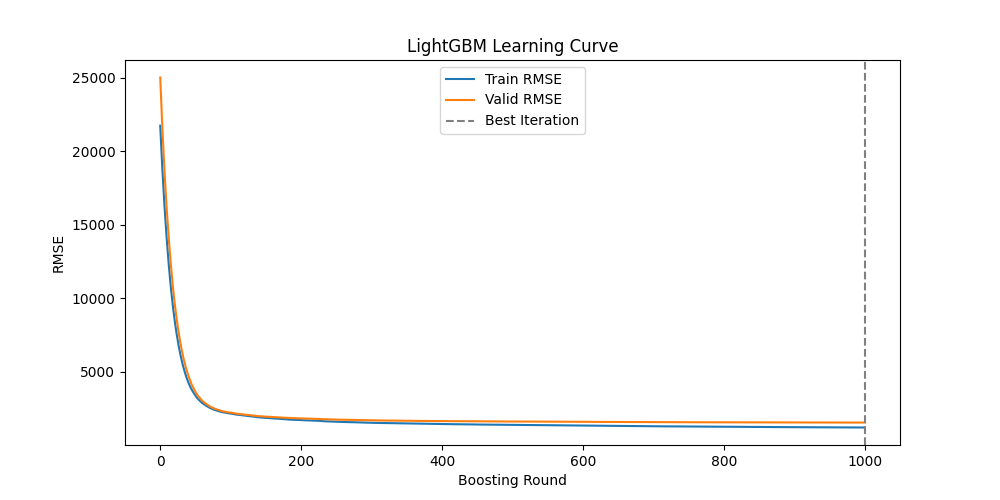 LightGBM Learning Curve
Train RMSE
Valid RMSE
Best Iteration
25000
20000
15000
10000
5000
RMSE
0
200
400
600
800
1000
Boosting Round